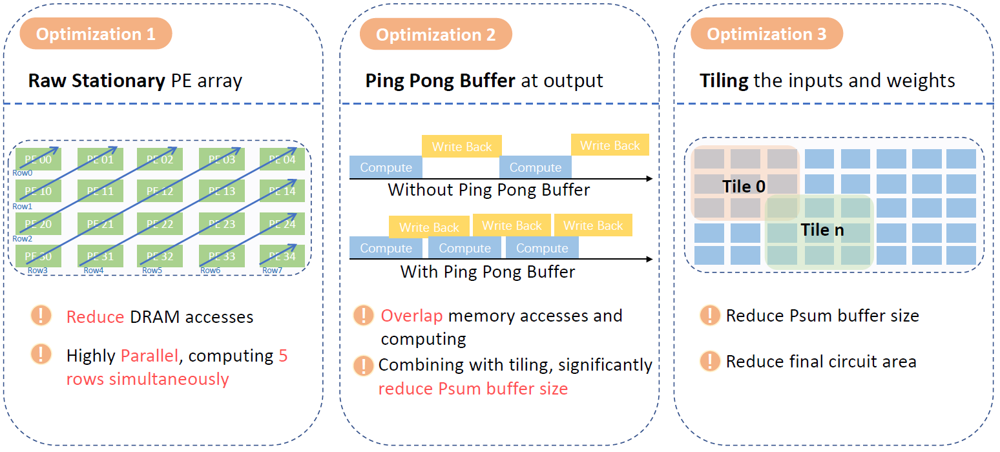 Optimization 1
Raw Stationary PE array
PE 00 PE 01 PE 02 PE 03 PE 04
Row0
PE 10 PE 11 PE 12 PE 13 PE 14
Row1
PE 20 PE 21 PE 22 PE 23 PE 24
Row2
PE 30 PE 31 PE 32 PE 33 PE 34
Row3 Row4 Row5 Row6 Row7
! Reduce DRAM accesses
! Highly Parallel, computing 5
rows simultaneously
Optimization 2
Ping Pong Buffer at output
Write Back Write Back
Compute Compute
Without Ping Pong Buffer
Write Back Write Back Write Back
Compute Compute Compute
With Ping Pong Buffer
! Overlap memory accesses and
computing
! Combining with tiling, significantly
reduce Psum buffer size
Optimization 3
Tiling the inputs and weights
Tile 0
Tile n
! Reduce Psum buffer size
! Reduce final circuit area